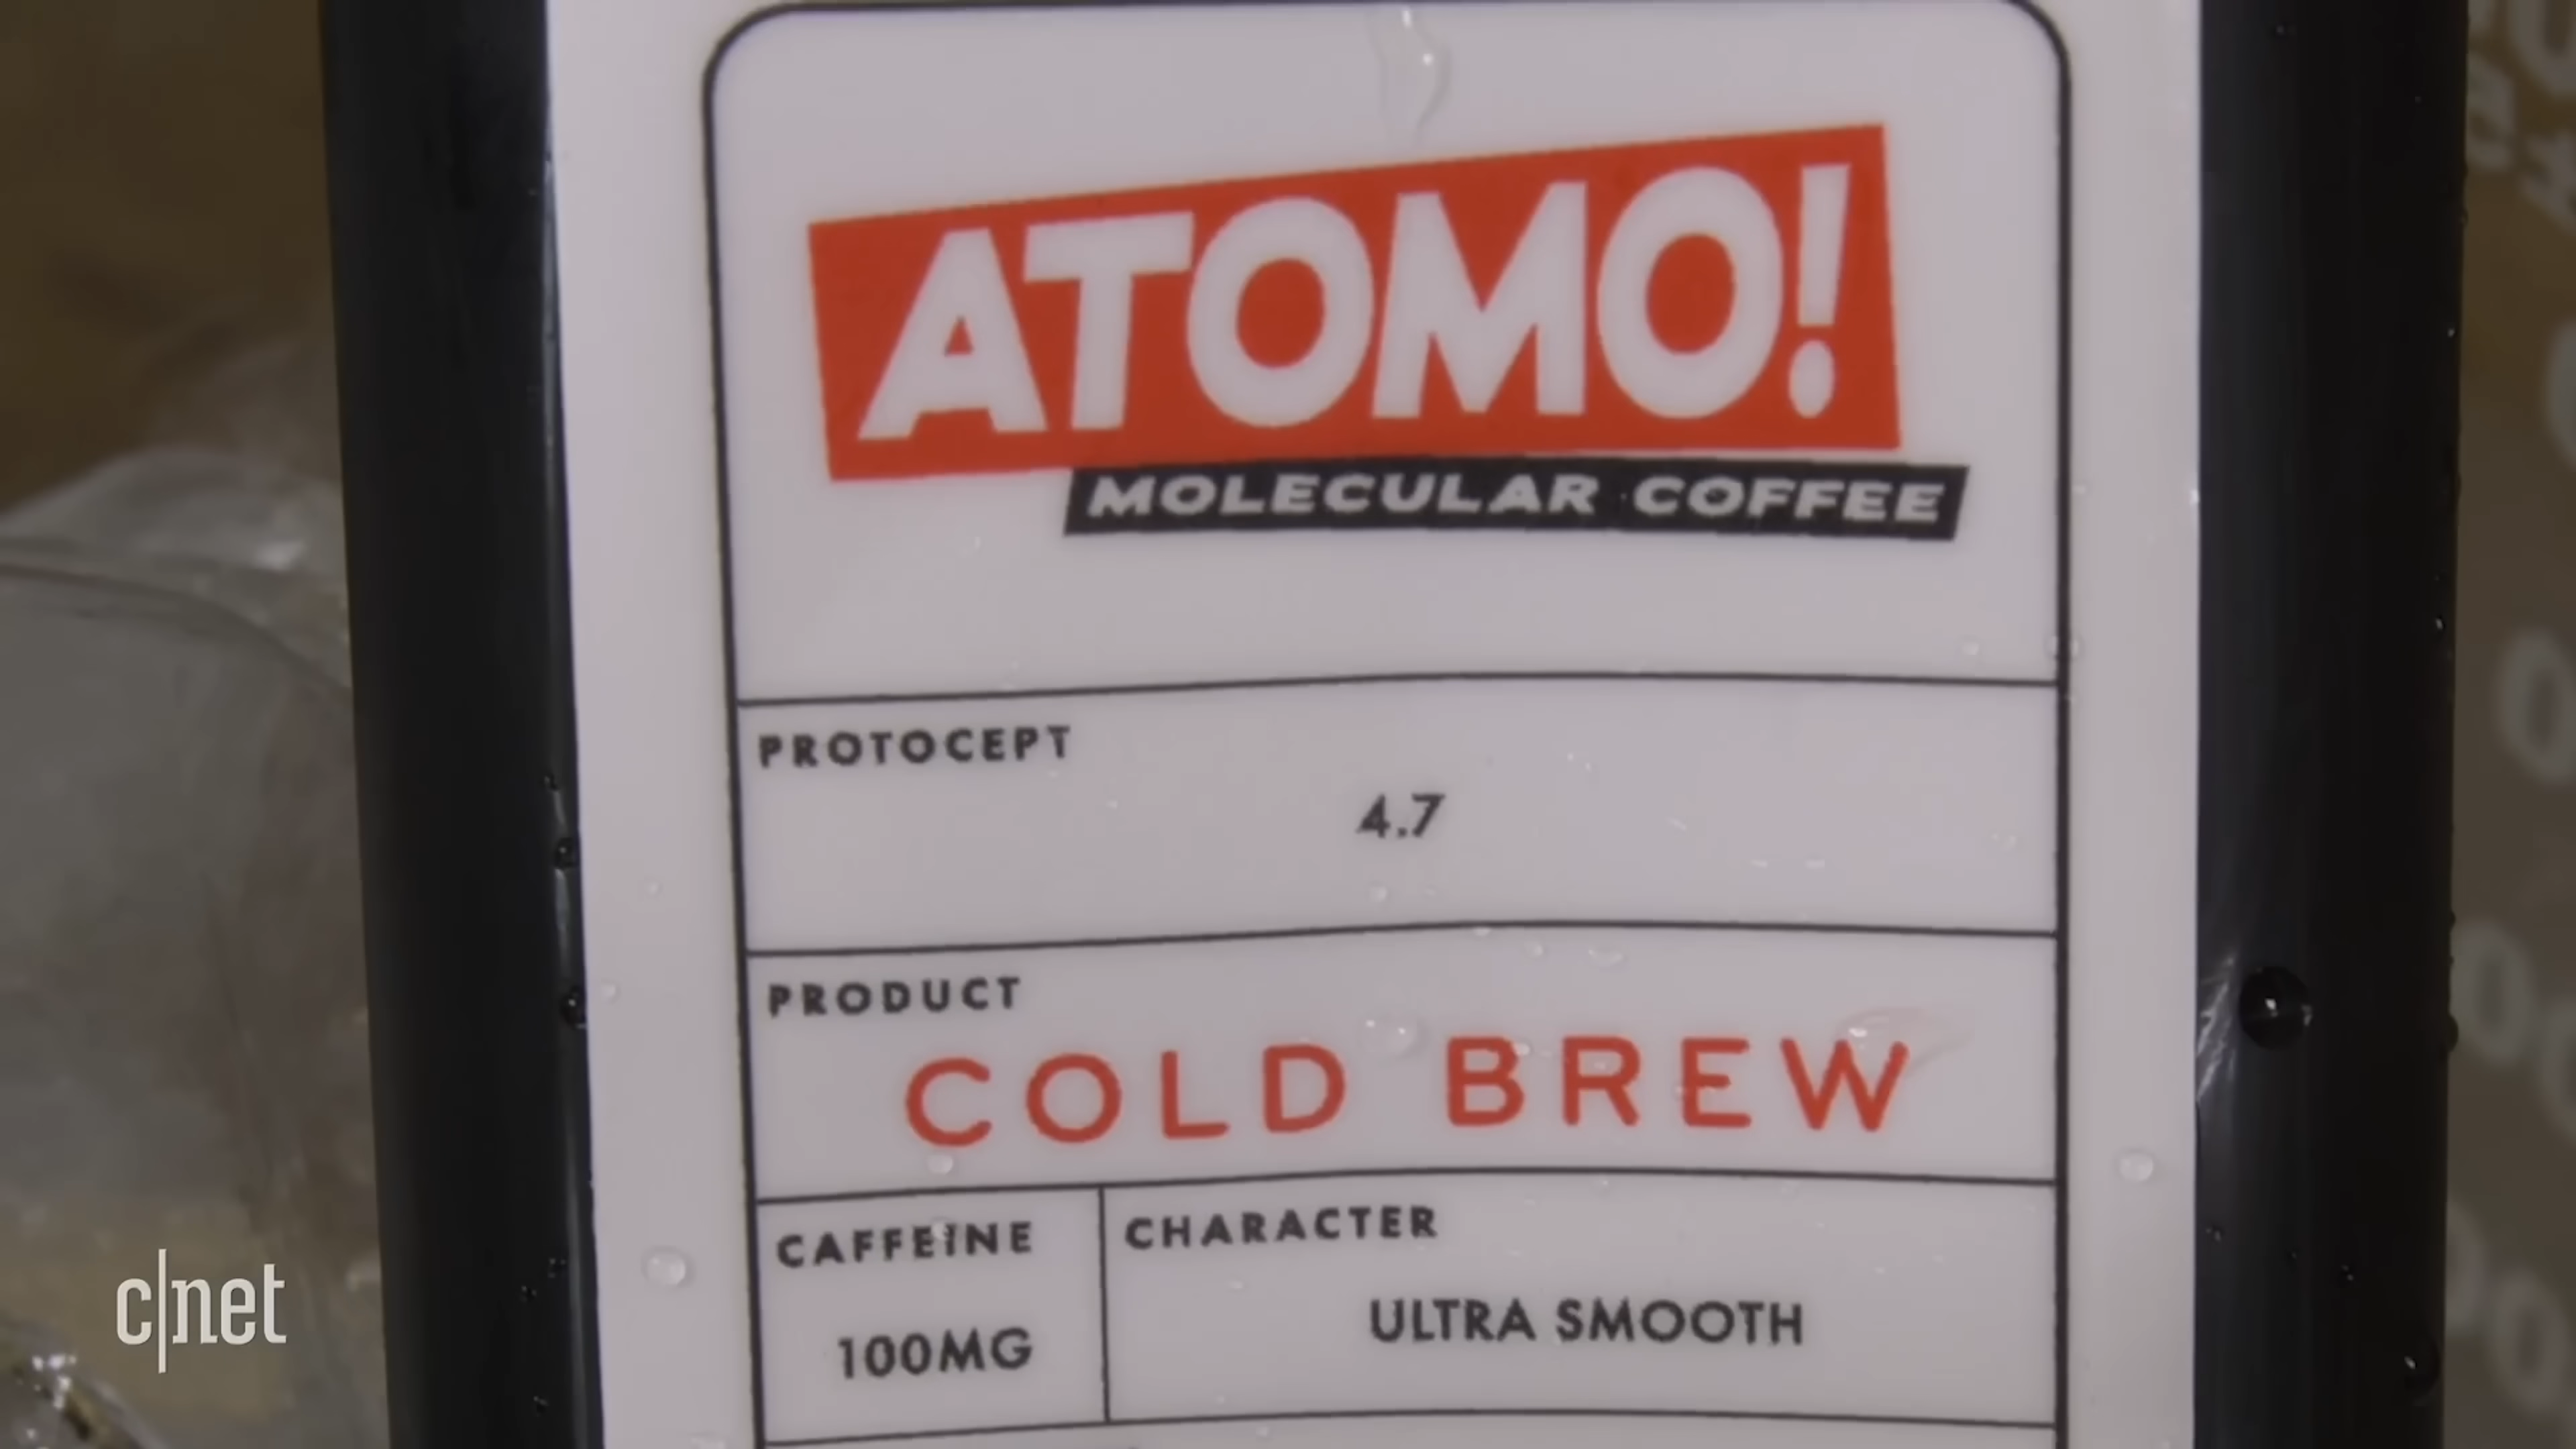 ATOMO!
MOLECULAR COFFEE
PROTOCEPT
4.7
PRODUCT
COLD BREW
CAFFEINE
100MG
CHARACTER
ULTRA SMOOTH
c|net